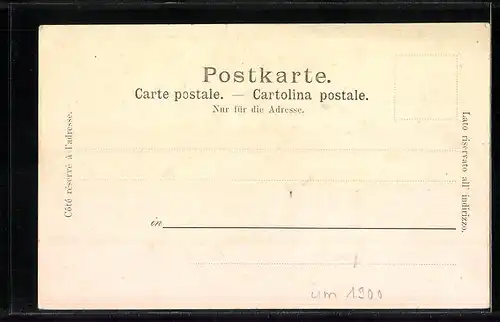 Postkarte.
Carte postale. — Cartolina postale.
Nur für die Adresse.
Côté réservé à l'adresse.
Lato riservato all' indirizzo.
in
um 1900